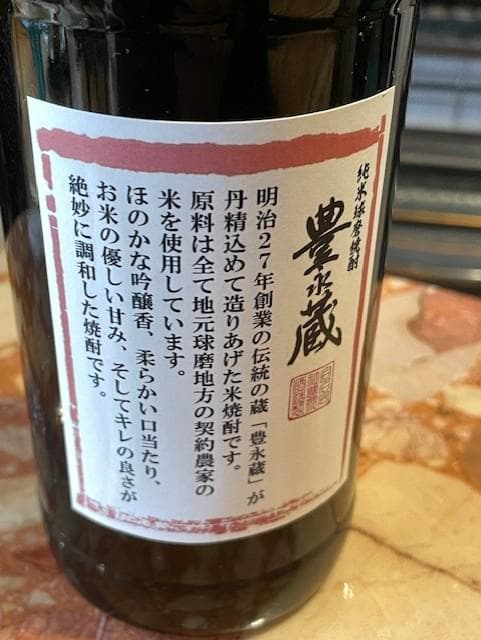 純米球磨焼酎
豊永蔵
明治27年創業の伝統の蔵「豊永蔵」が
丹精込めて造りあげた米焼酎です。
原料は全て地元球磨地方の契約農家の
米を使用しています。
ほのかな吟醸香、柔らかい口当たり、
お米の優しい甘み、そしてキレの良さが
絶妙に調和した焼酎です。